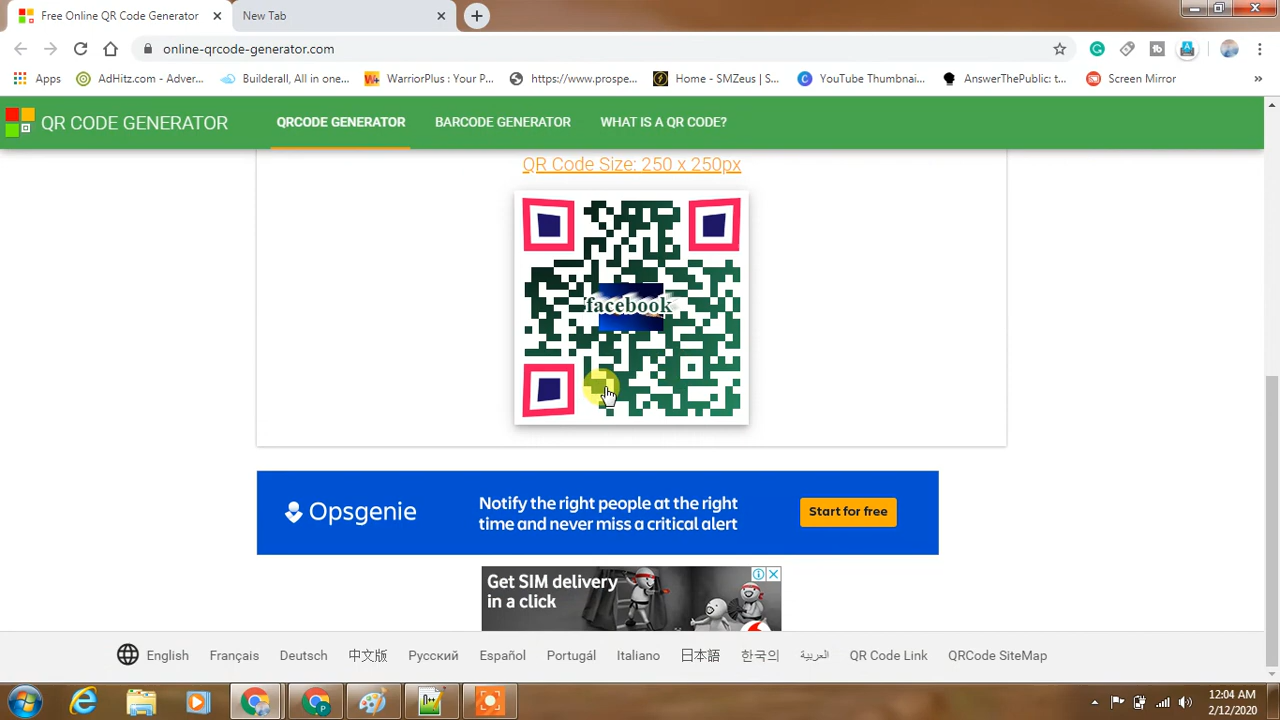 Free Online QR Code Generator
New Tab
online-qrcode-generator.com
Apps
AdHitz.com - Adver...
Builderall, All in one...
WarriorPlus : Your P...
https://www.prospe...
Home - SMZeus | S...
YouTube Thumbnai...
AnswerThePublic: t...
Screen Mirror
»
QR CODE GENERATOR
QRCODE GENERATOR
BARCODE GENERATOR
WHAT IS A QR CODE?
QR Code Size: 250 x 250px
facebook
Opsgenie
Notify the right people at the right
time and never miss a critical alert
Start for free
Get SIM delivery
in a click
English
Français
Deutsch
中文版
Русский
Español
Portugál
Italiano
日本語
한국의
العربية
QR Code Link
QRCode SiteMap
12:04 AM
2/12/2020